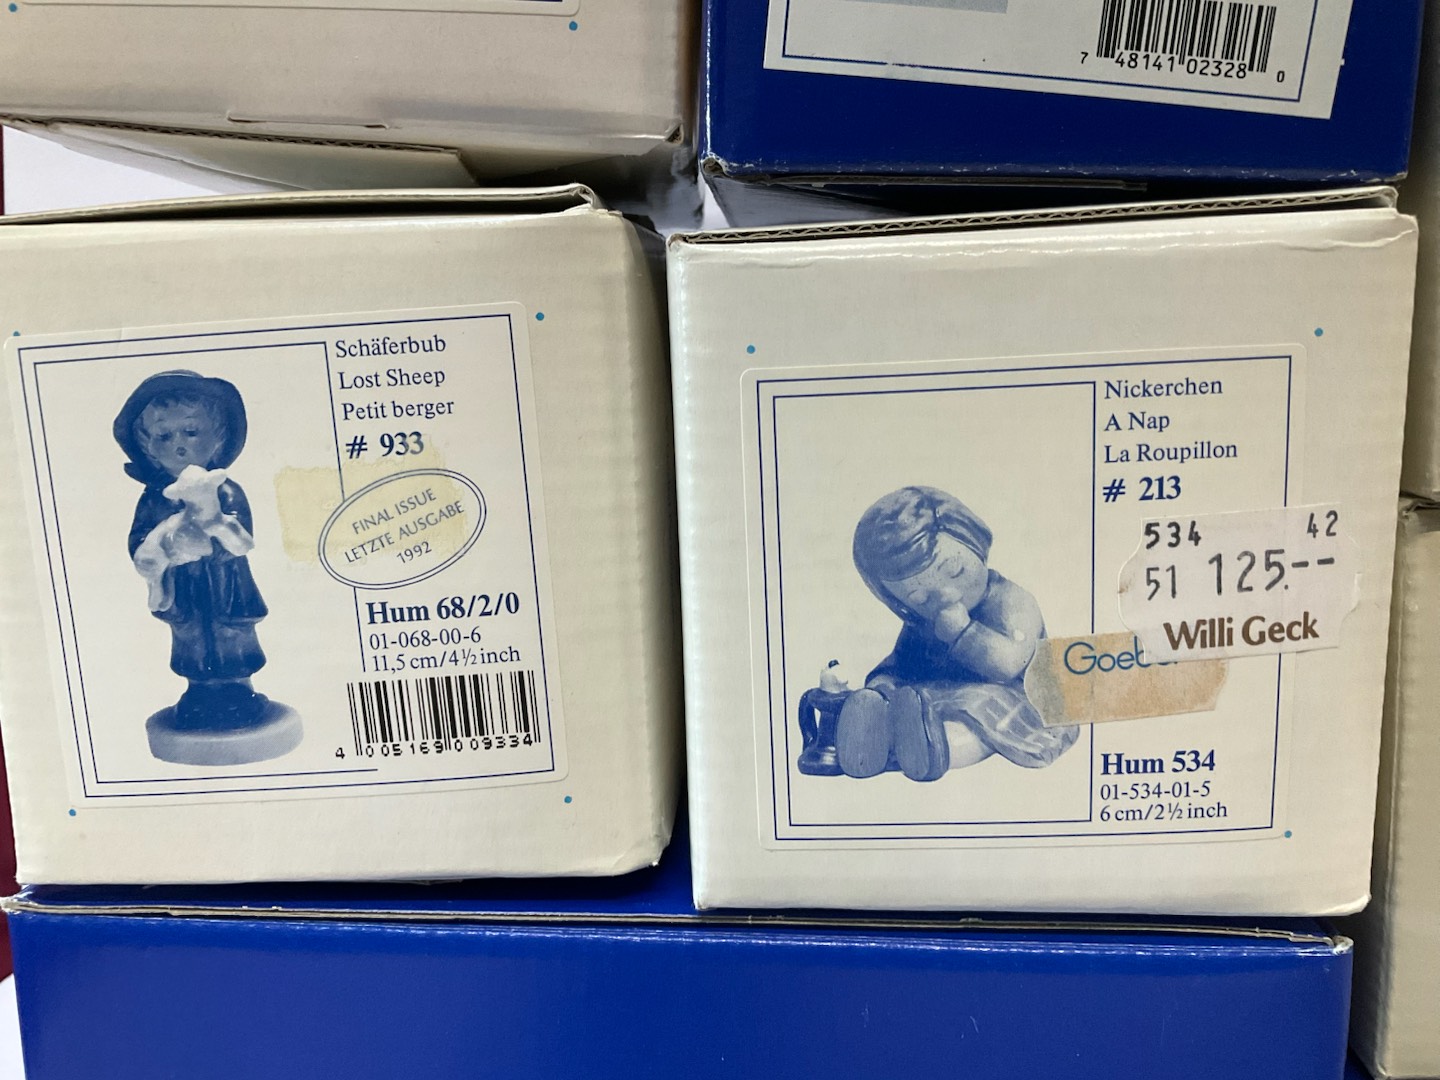 7 48141 02328 0
Schäferbub
Lost Sheep
Petit berger
# 933
FINAL ISSUE
LETZTE AUSGABE
1992
Hum 68/2/0
01-068-00-6
11,5 cm/4½ inch
4 005169 009334
Nickerchen
A Nap
La Roupillon
# 213
534 42
51 125.--
Willi Geck
Hum 534
01-534-01-5
6 cm/2½ inch